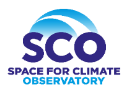 SCO
SPACE FOR CLIMATE
OBSERVATORY